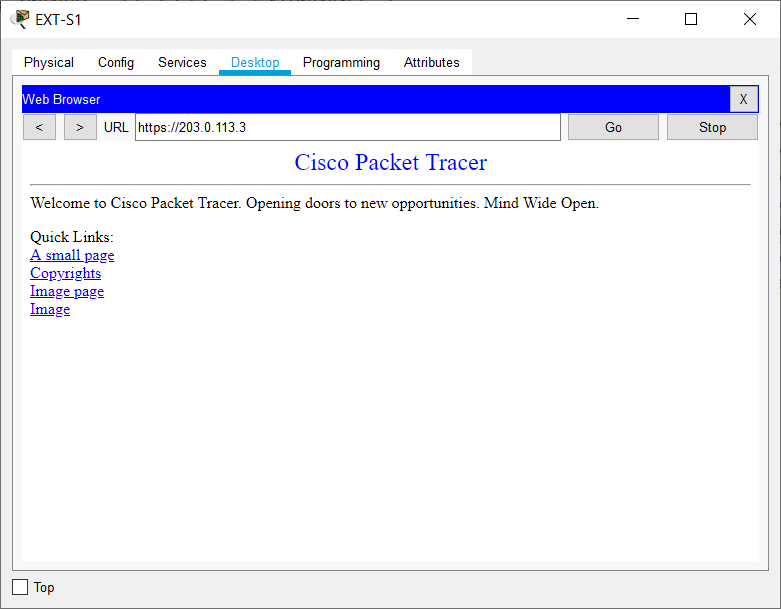 EXT-S1
Physical Config Services Desktop Programming Attributes
Web Browser X
< > URL https://203.0.113.3 Go Stop
Cisco Packet Tracer
Welcome to Cisco Packet Tracer. Opening doors to new opportunities. Mind Wide Open.
Quick Links:
A small page
Copyrights
Image page
Image
Top